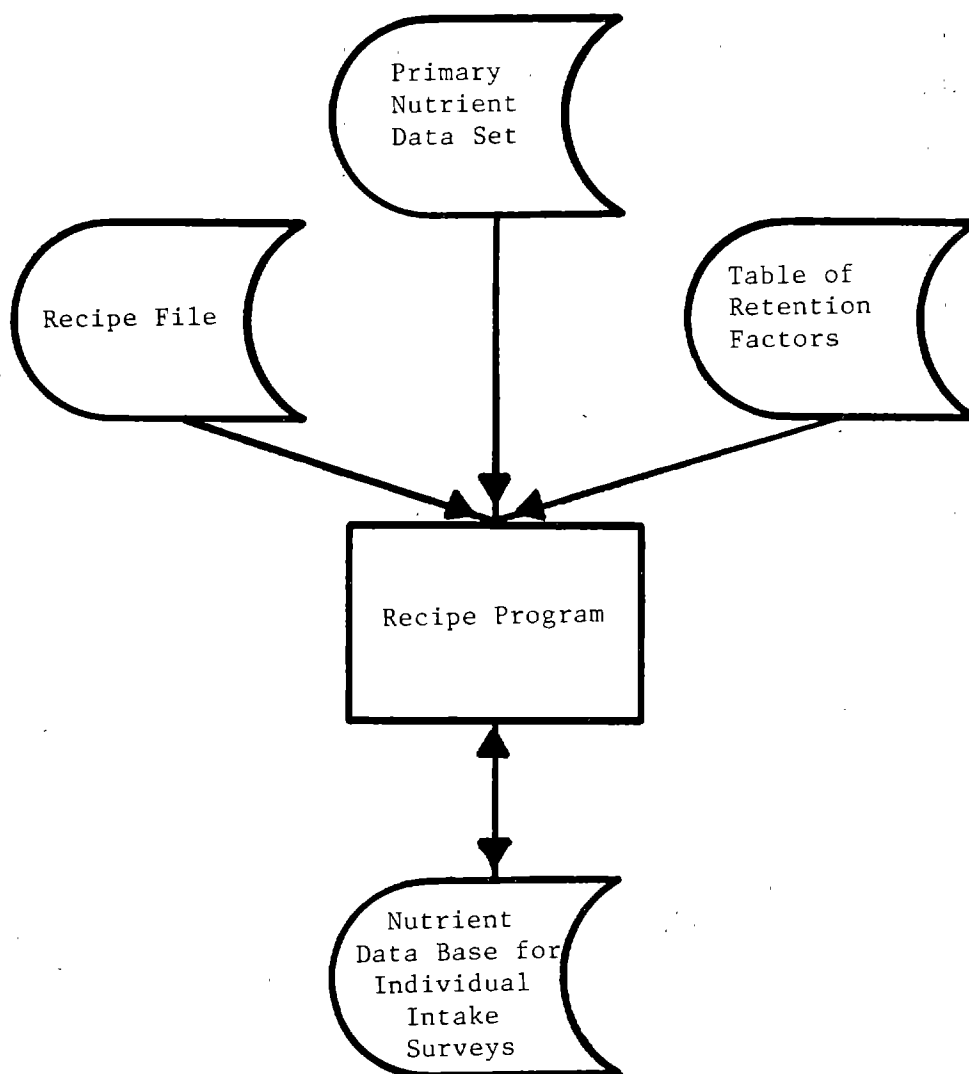 Primary
Nutrient
Data Set
Recipe File
Table of
Retention
Factors
Recipe Program
Nutrient
Data Base for
Individual
Intake
Surveys